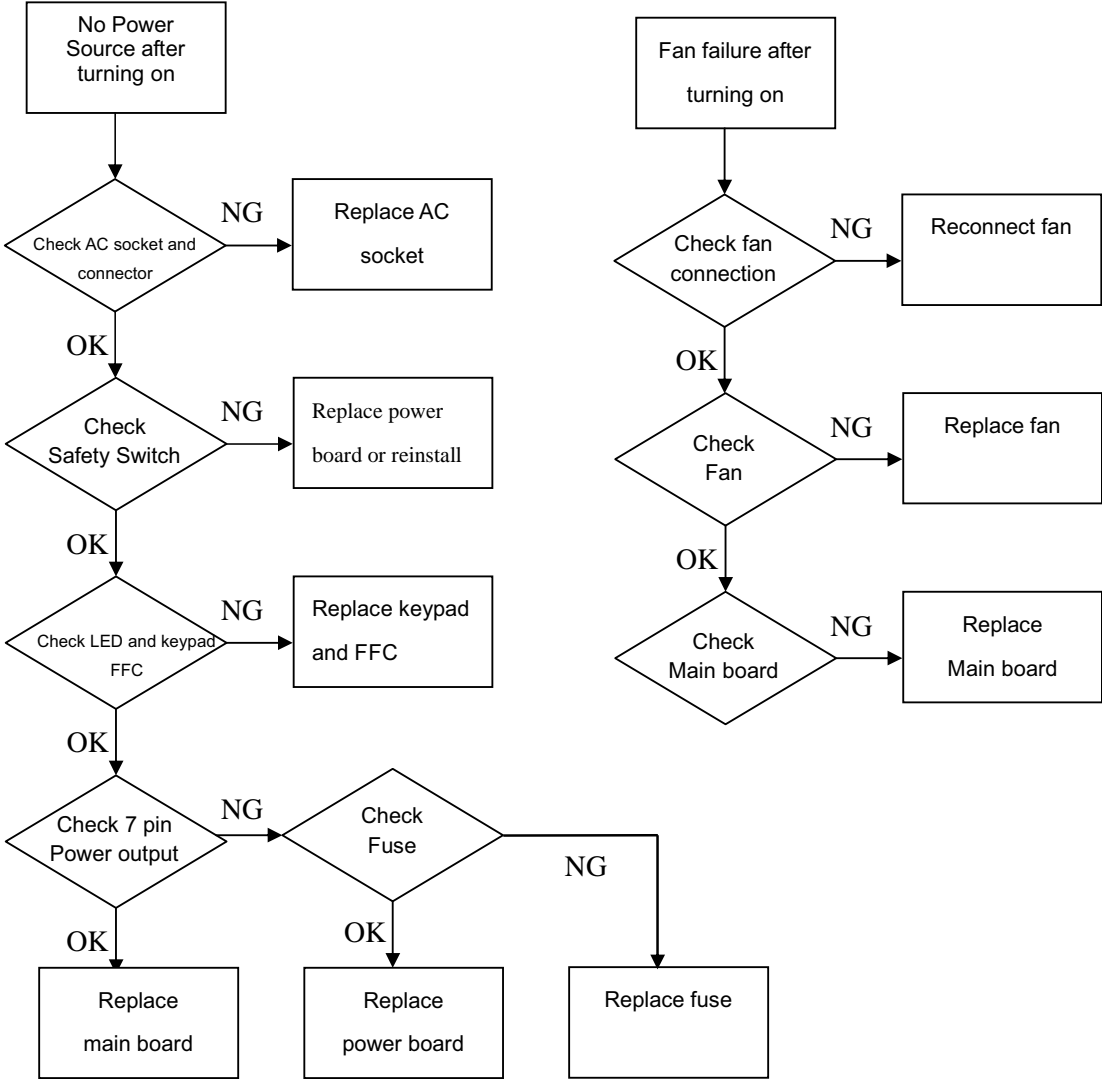 No Power
Source after
turning on
NG
Check AC socket and
connector
Replace AC
socket
OK
NG
Check
Safety Switch
Replace power
board or reinstall
OK
NG
Check LED and keypad
FFC
Replace keypad
and FFC
OK
NG
Check 7 pin
Power output
Check
Fuse
NG
OK
OK
Replace
main board
Replace
power board
Replace fuse
Fan failure after
turning on
NG
Check fan
connection
Reconnect fan
OK
NG
Check
Fan
Replace fan
OK
NG
Check
Main board
Replace
Main board